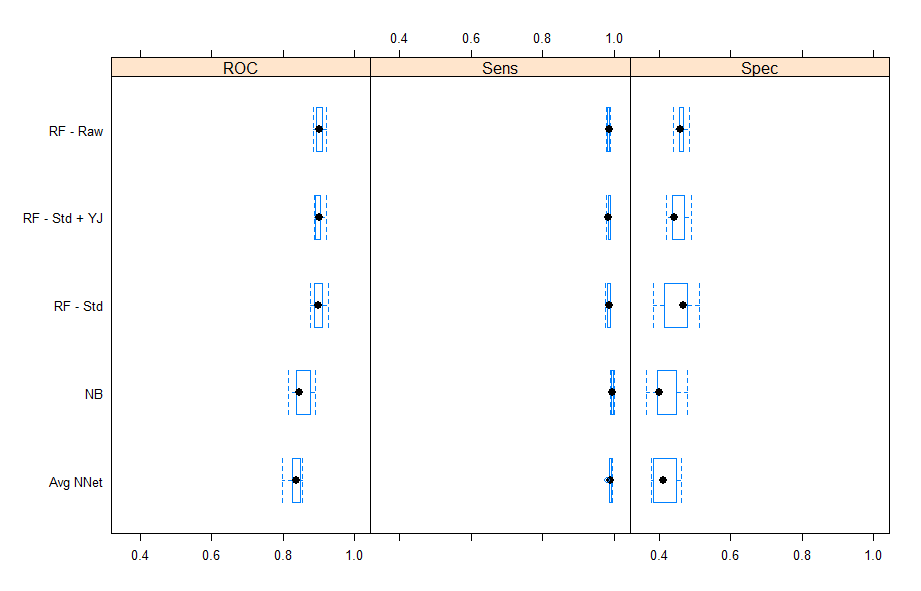 0.4 0.6 0.8 1.0
ROC Sens Spec
RF - Raw
RF - Std + YJ
RF - Std
NB
Avg NNet
0.4 0.6 0.8 1.0 0.4 0.6 0.8 1.0